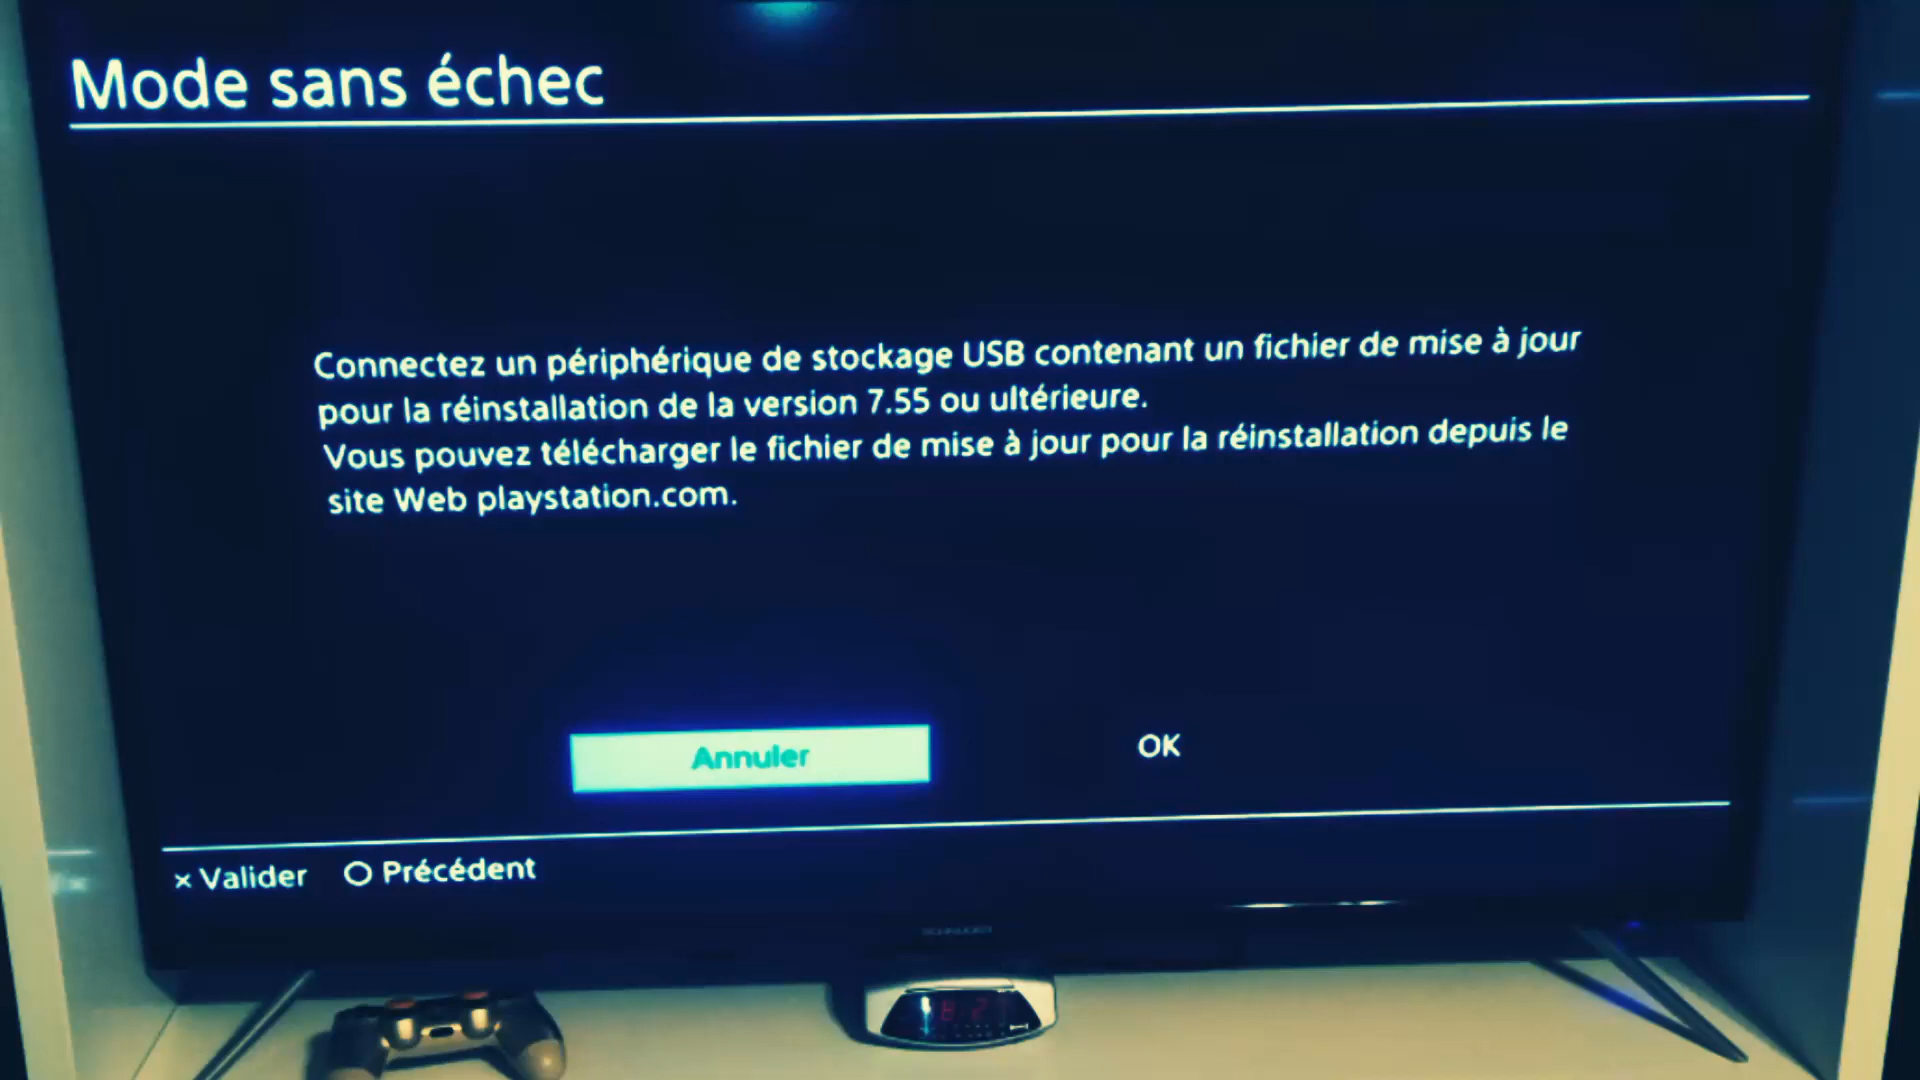 Mode sans échec
Connectez un périphérique de stockage USB contenant un fichier de mise à jour
pour la réinstallation de la version 7.55 ou ultérieure.
Vous pouvez télécharger le fichier de mise à jour pour la réinstallation depuis le
site Web playstation.com.
Annuler
OK
× Valider ○ Précédent